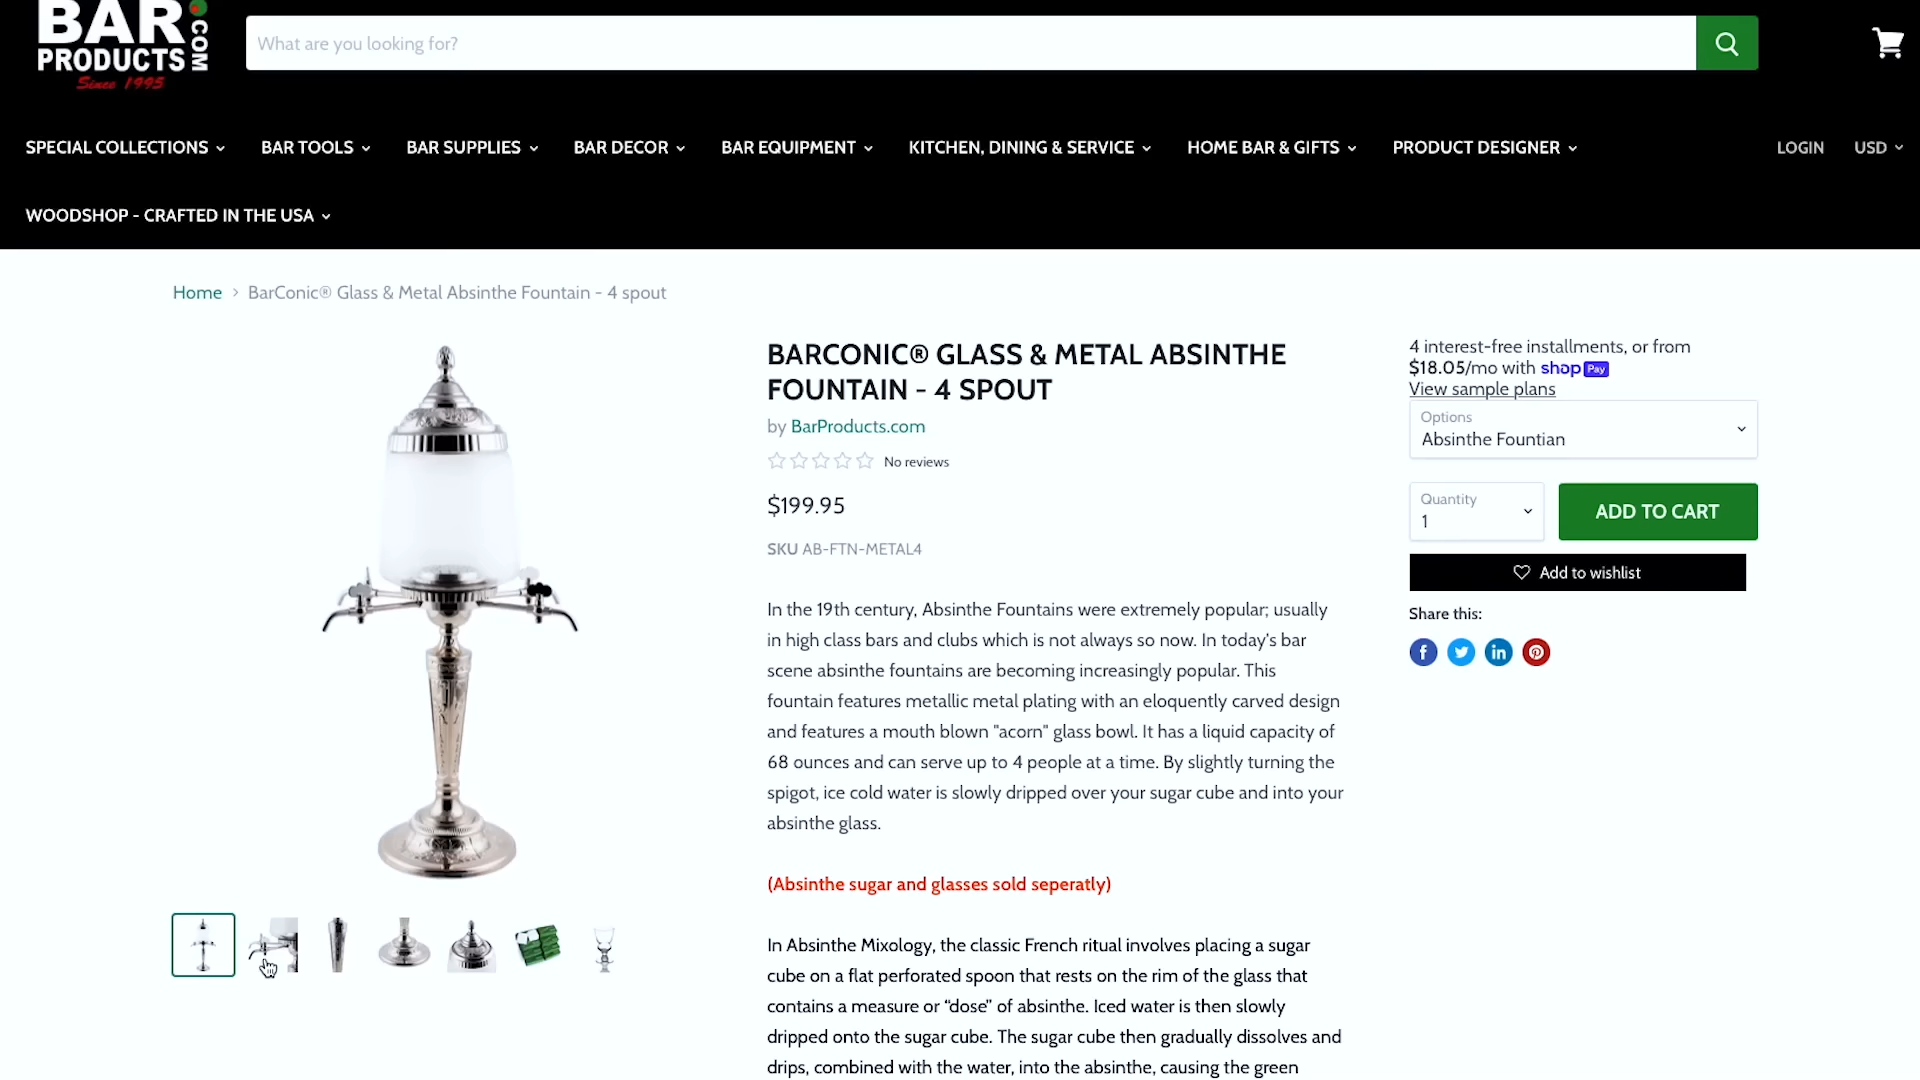 BAR
PRODUCTS
.COM
Since 1995
What are you looking for?
SPECIAL COLLECTIONS
BAR TOOLS
BAR SUPPLIES
BAR DECOR
BAR EQUIPMENT
KITCHEN, DINING & SERVICE
HOME BAR & GIFTS
PRODUCT DESIGNER
LOGIN
USD
WOODSHOP - CRAFTED IN THE USA
Home > BarConic® Glass & Metal Absinthe Fountain - 4 spout
BARCONIC® GLASS & METAL ABSINTHE
FOUNTAIN - 4 SPOUT
by BarProducts.com
No reviews
$199.95
SKU AB-FTN-METAL4
In the 19th century, Absinthe Fountains were extremely popular; usually
in high class bars and clubs which is not always so now. In today's bar
scene absinthe fountains are becoming increasingly popular. This
fountain features metallic metal plating with an eloquently carved design
and features a mouth blown "acorn" glass bowl. It has a liquid capacity of
68 ounces and can serve up to 4 people at a time. By slightly turning the
spigot, ice cold water is slowly dripped over your sugar cube and into your
absinthe glass.
(Absinthe sugar and glasses sold seperatly)
In Absinthe Mixology, the classic French ritual involves placing a sugar
cube on a flat perforated spoon that rests on the rim of the glass that
contains a measure or “dose” of absinthe. Iced water is then slowly
dripped onto the sugar cube. The sugar cube then gradually dissolves and
drips, combined with the water, into the absinthe, causing the green
4 interest-free installments, or from
$18.05/mo with shop Pay
View sample plans
Options
Absinthe Fountian
Quantity
1
ADD TO CART
Add to wishlist
Share this: